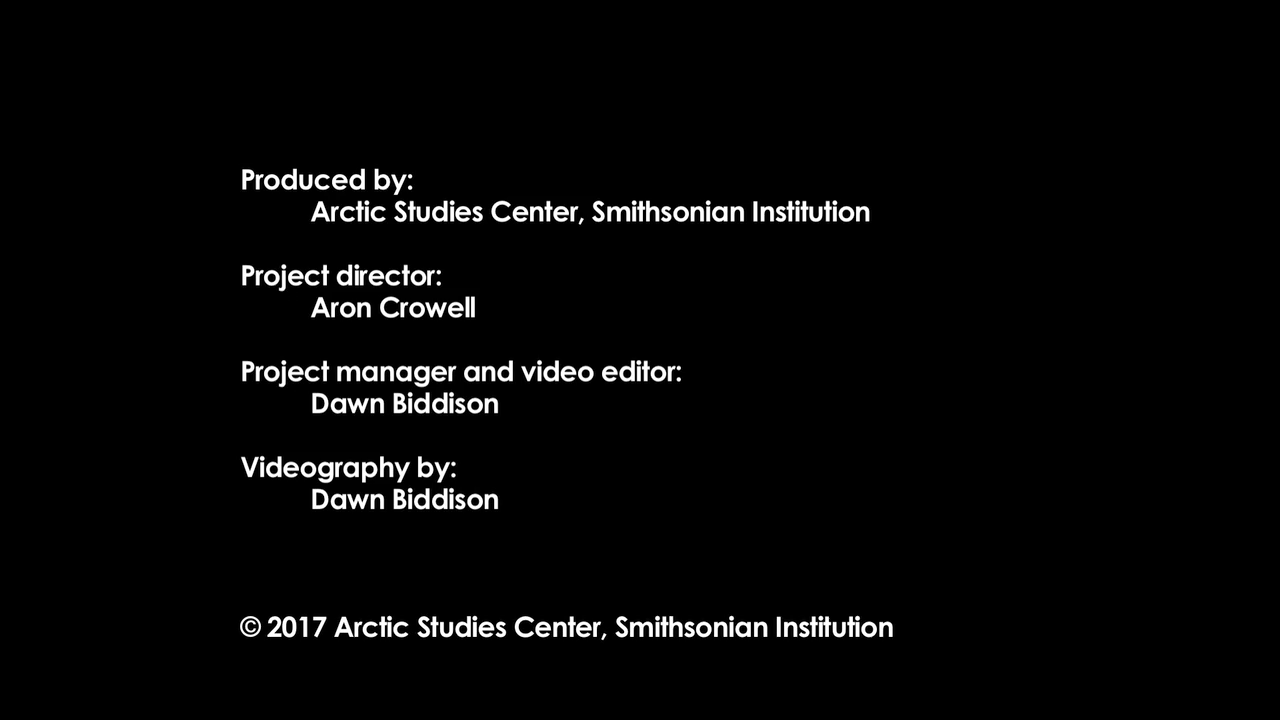 Produced by:
Arctic Studies Center, Smithsonian Institution
Project director:
Aron Crowell
Project manager and video editor:
Dawn Biddison
Videography by:
Dawn Biddison
© 2017 Arctic Studies Center, Smithsonian Institution